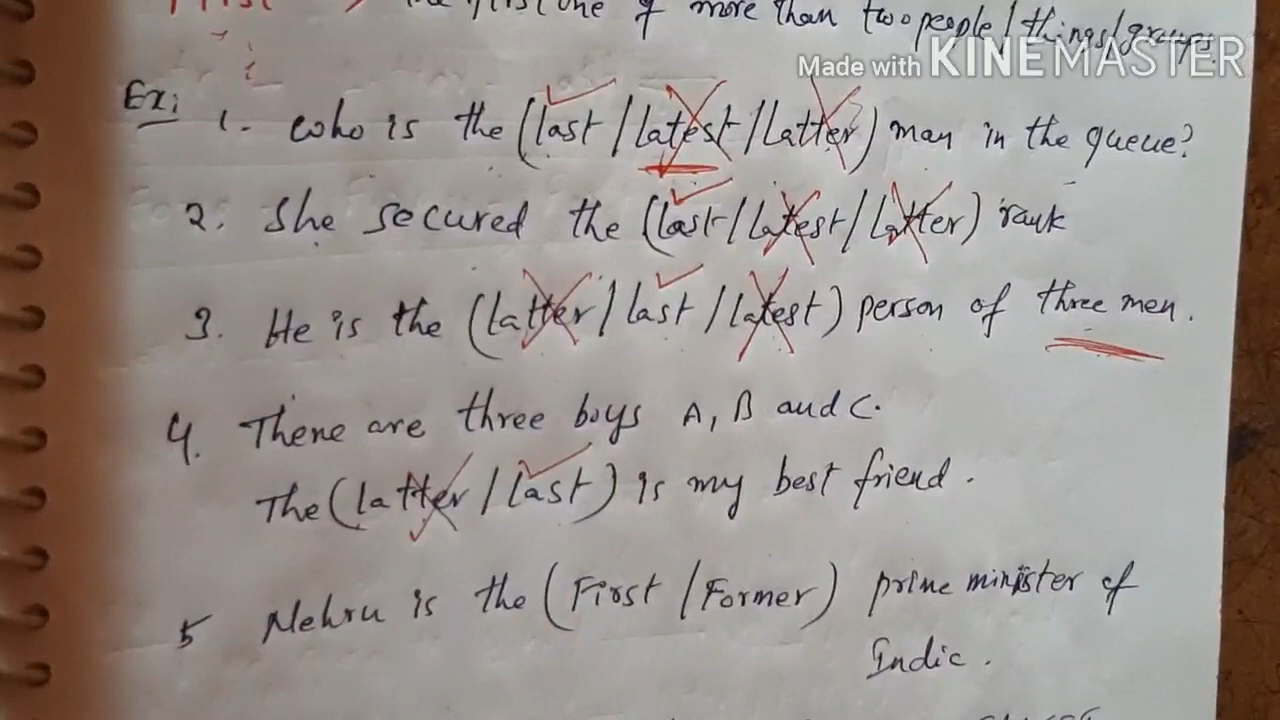 First → the first one of more than two people/things/groups.
Made with KINEMASTER
Ex: 1. Who is the (last/latest/latter) man in the queue?
2. She secured the (last/latest/latter) rank
3. He is the (latter/last/latest) person of three men.
4. There are three boys A, B and C.
The (latter/last) is my best friend.
5 Nehru is the (First/Former) prime minister of
India.